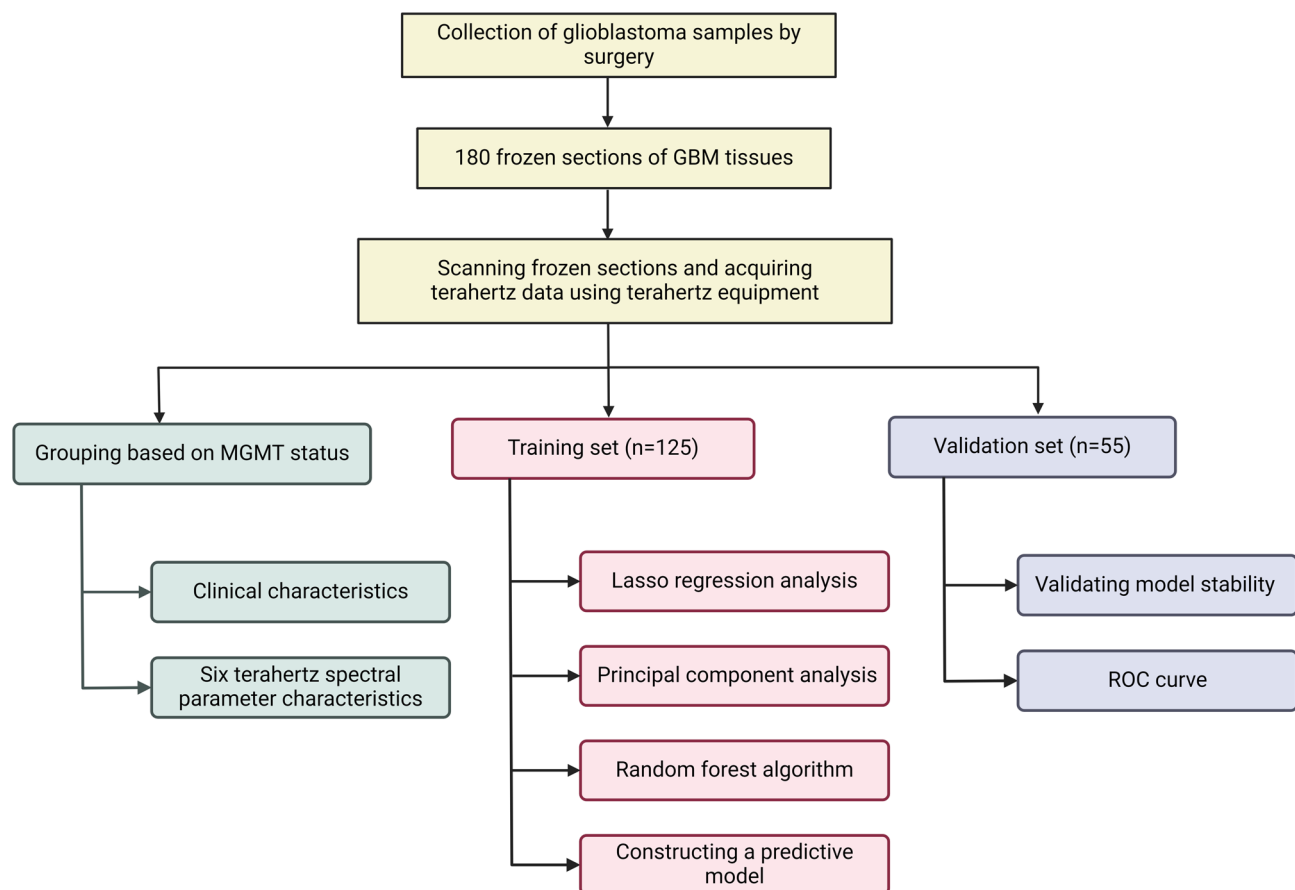 Collection of glioblastoma samples by
surgery
180 frozen sections of GBM tissues
Scanning frozen sections and acquiring
terahertz data using terahertz equipment
Grouping based on MGMT status
Clinical characteristics
Six terahertz spectral
parameter characteristics
Training set (n=125)
Lasso regression analysis
Principal component analysis
Random forest algorithm
Constructing a predictive
model
Validation set (n=55)
Validating model stability
ROC curve